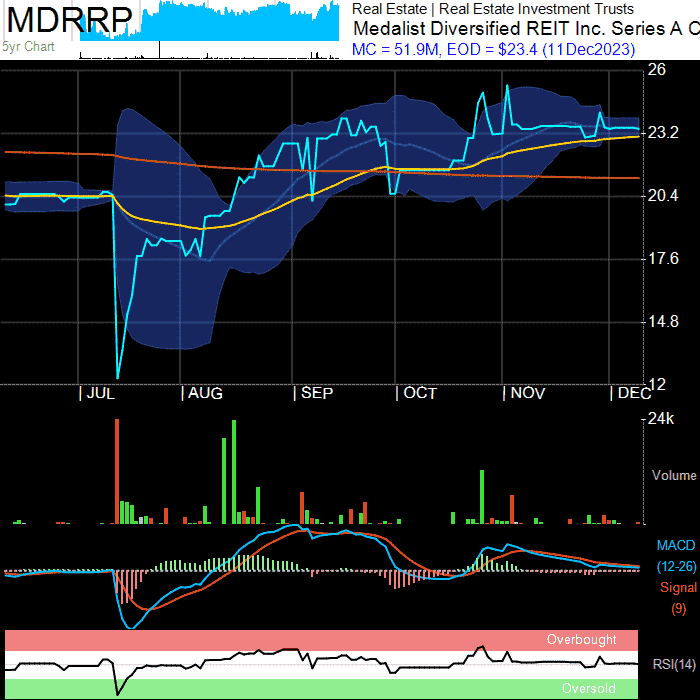 MDRRP
5yr Chart
Real Estate | Real Estate Investment Trusts
Medalist Diversified REIT Inc. Series A C
MC = 51.9M, EOD = $23.4 (11Dec2023)
26
23.2
20.4
17.6
14.8
12
| JUL | AUG | SEP | OCT | NOV | DEC
24k
Volume
MACD
(12-26)
Signal
(9)
Overbought
RSI(14)
Oversold